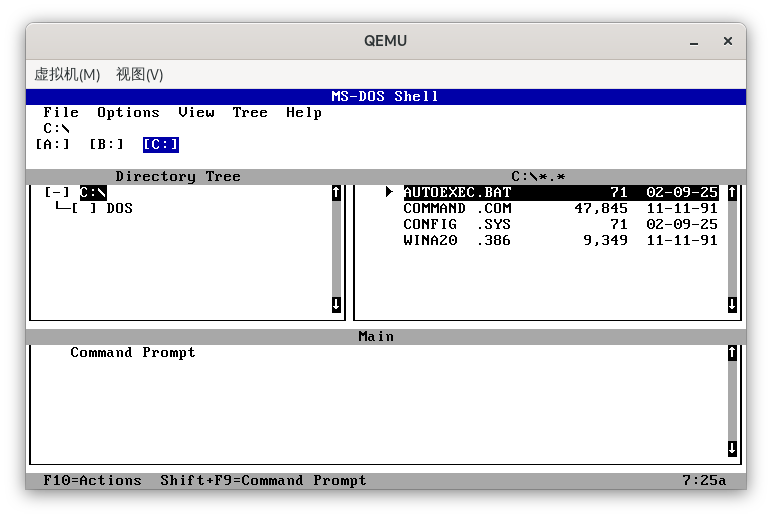 QEMU
虚拟机(M) 视图(V)
MS-DOS Shell
File Options View Tree Help
C:\
[A:] [B:] [C:]
Directory Tree
[-] C:\
[ ] DOS
C:\*.*
AUTOEXEC.BAT 71 02-09-25
COMMAND .COM 47,845 11-11-91
CONFIG .SYS 71 02-09-25
WINA20 .386 9,349 11-11-91
Main
Command Prompt
F10=Actions Shift+F9=Command Prompt 7:25a